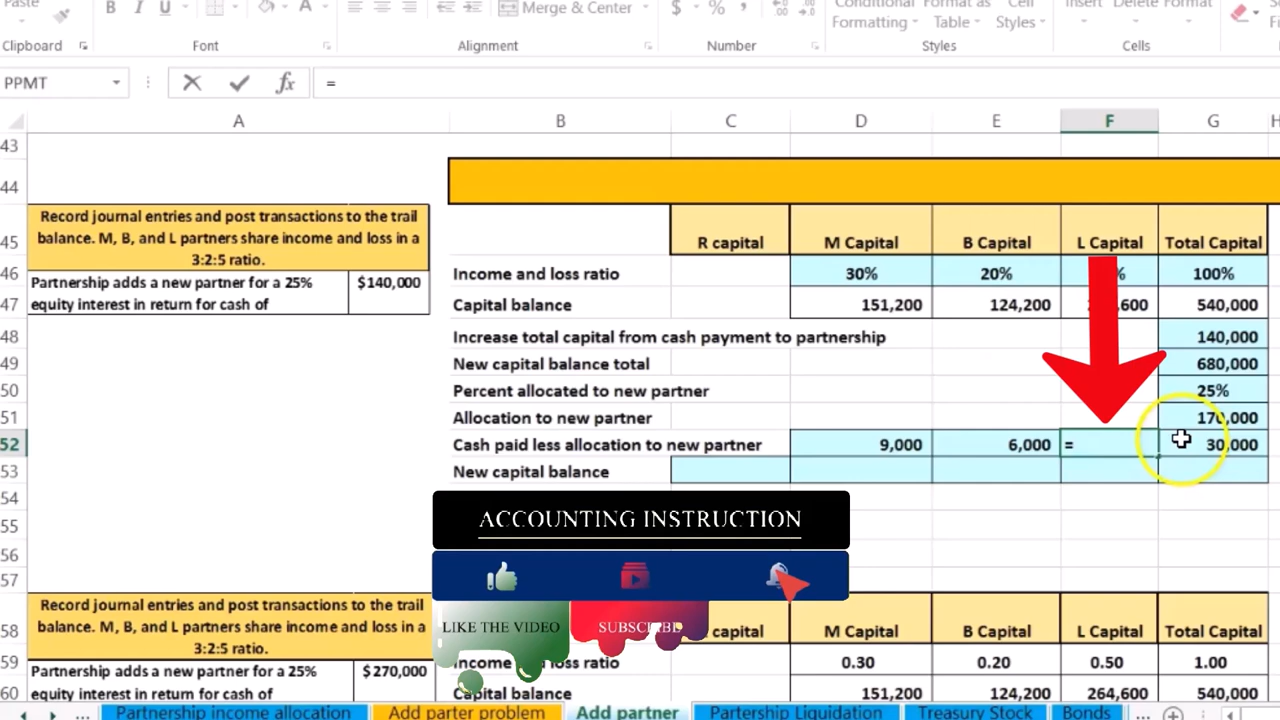 Paste
B I U A
Merge & Center
$ % ,
Conditional Format as Cell
Insert Delete Format
Formatting Table Styles
Clipboard Font Alignment Number Styles Cells
PPMT
fx =
A B C D E F G H
43
44
Record journal entries and post transactions to the trail
balance. M, B, and L partners share income and loss in a
3:2:5 ratio.
45 R capital M Capital B Capital L Capital Total Capital
Partnership adds a new partner for a 25% $140,000
equity interest in return for cash of
46 Income and loss ratio 30% 20% % 100%
47 Capital balance 151,200 124,200 ,600 540,000
48 Increase total capital from cash payment to partnership 140,000
49 New capital balance total 680,000
50 Percent allocated to new partner 25%
51 Allocation to new partner 170,000
52 Cash paid less allocation to new partner 9,000 6,000 = 30,000
53 New capital balance
54
55
56
57
ACCOUNTING INSTRUCTION
LIKE THE VIDEO
SUBSCRIBE
Record journal entries and post transactions to the trail
balance. M, B, and L partners share income and loss in a
3:2:5 ratio.
58 capital M Capital B Capital L Capital Total Capital
Partnership adds a new partner for a 25% $270,000
equity interest in return for cash of
59 Income loss ratio 0.30 0.20 0.50 1.00
60 Capital balance 151,200 124,200 264,600 540,000
... Partnership income allocation Add parter problem Add partner Partership Liquidation Treasury Stock Bonds ...